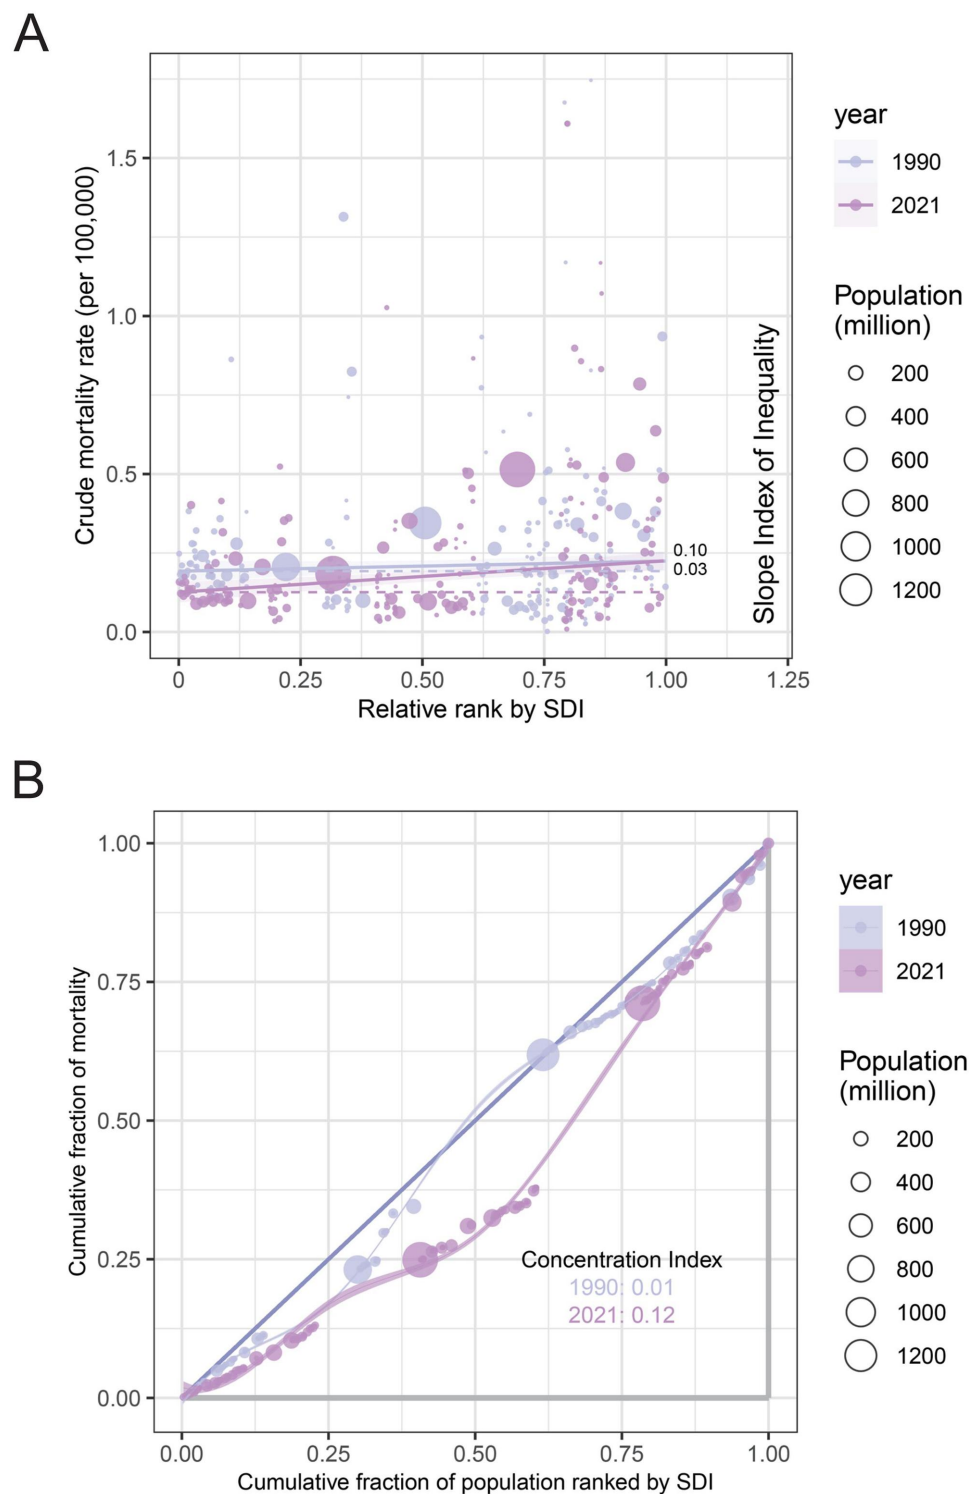 A
Crude mortality rate (per 100,000)
1.5
1.0
0.5
0.0
0
0.25
0.50
0.75
1.00
1.25
Relative rank by SDI
Slope Index of Inequality
0.10
0.03
year
1990
2021
Population
(million)
200
400
600
800
1000
1200
B
Cumulative fraction of mortality
1.00
0.75
0.50
0.25
0.00
0.00
0.25
0.50
0.75
1.00
Cumulative fraction of population ranked by SDI
Concentration Index
1990: 0.01
2021: 0.12
year
1990
2021
Population
(million)
200
400
600
800
1000
1200